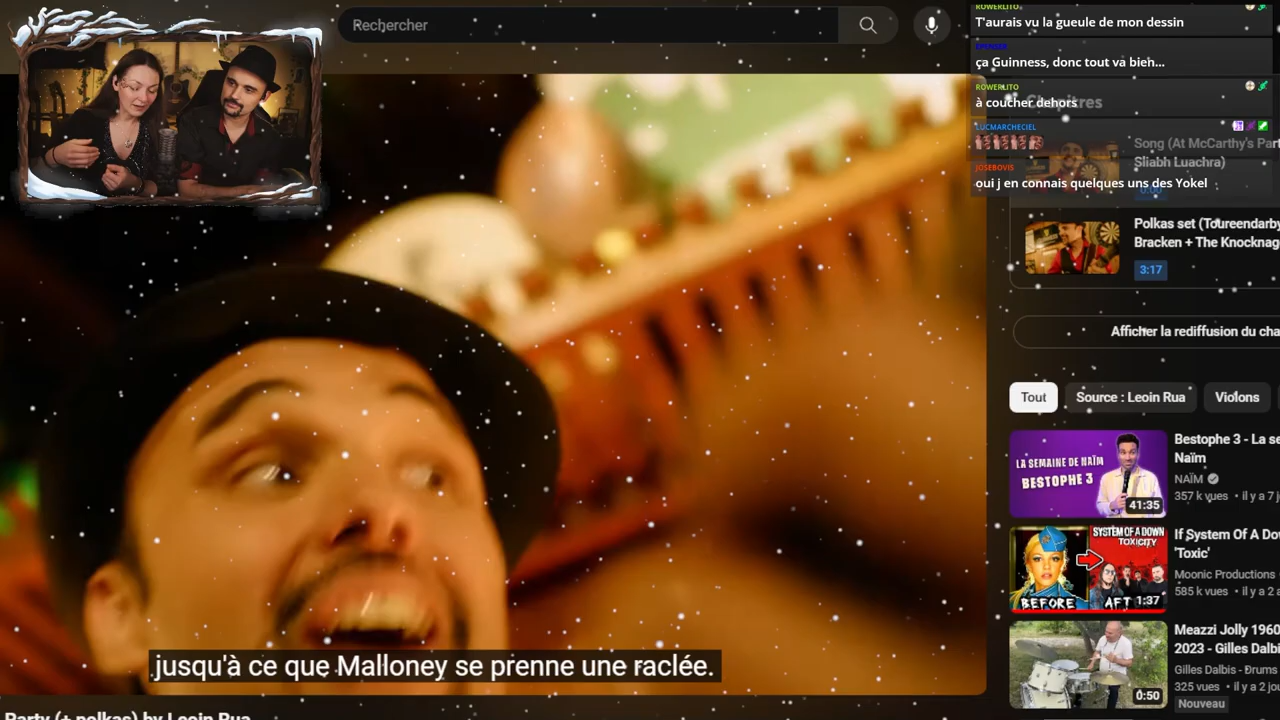 Rechercher
ROWERLITO
T'aurais vu la gueule de mon dessin
ça Guinness, donc tout va bien...
ROWERLITO
à coucher dehors
LUCMARCHECIEL
JOSEBOVIS
oui j en connais quelques uns des Yokel
Chapitres
Song (At McCarthy's Part
Sliabh Luachra)
0:00
Polkas set (Toureendarby
Bracken + The Knocknag
3:17
Afficher la rediffusion du cha
Tout
Source : Leoin Rua
Violons
LA SEMAINE DE NAÏM
BESTOPHE 3
41:35
Bestophe 3 - La se
Naïm
NAÏM
357 k vues • il y a 7 j
SYSTEM OF A DOWN
TOXICITY
BEFORE
AFT
1:37
If System Of A Do
'Toxic'
Moonic Productions
585 k vues • il y a 2 a
0:50
Meazzi Jolly 1960
2023 - Gilles Dalbis
Gilles Dalbis - Drums
325 vues • il y a 2 jou
Nouveau
jusqu'à ce que Malloney se prenne une raclée.
Party (+ polkas) by Leoin Rua